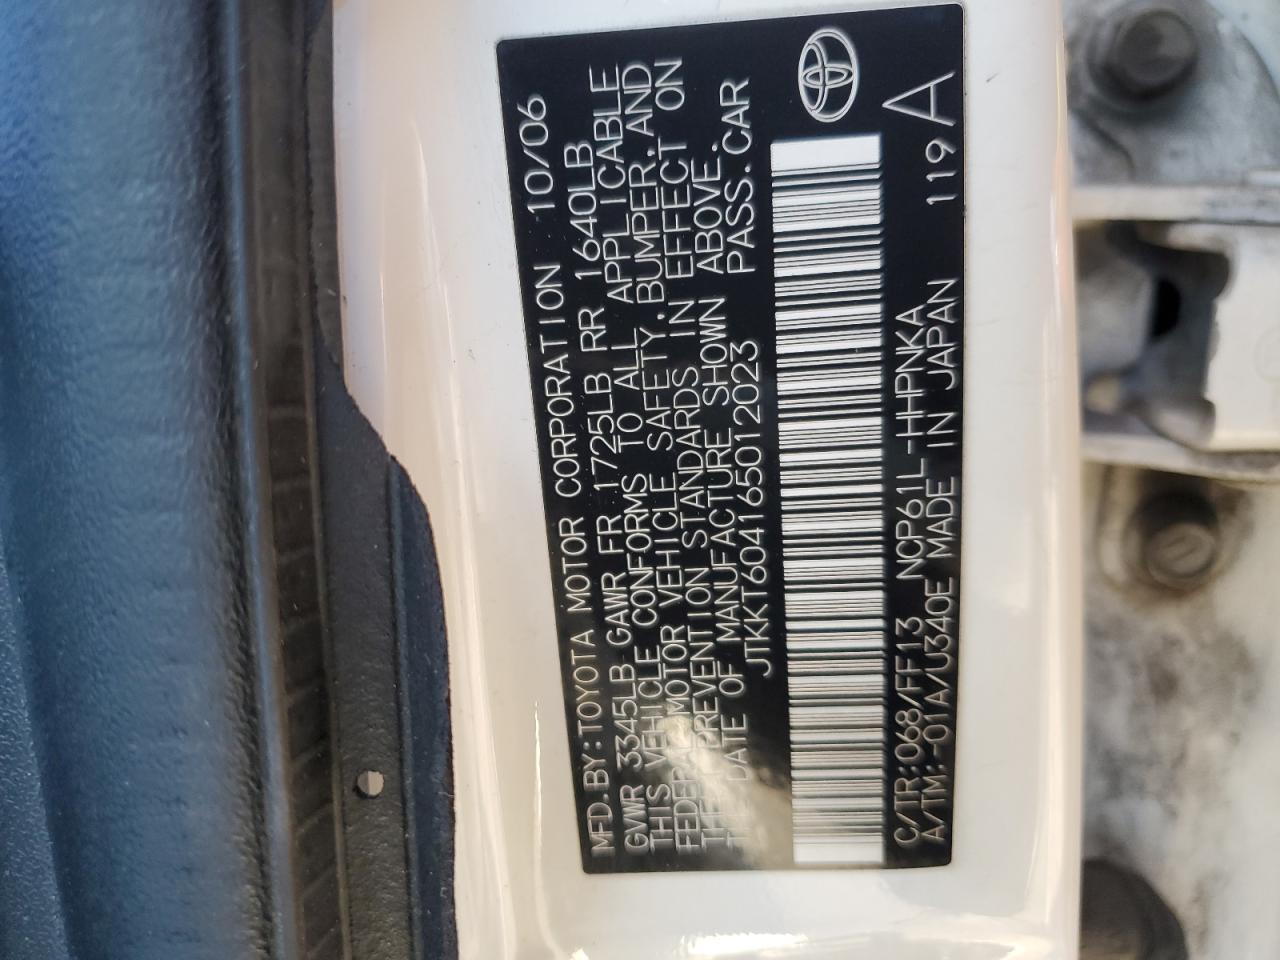 MFD.BY:TOYOTA MOTOR CORPORATION 10/06
GVWR 3345LB GAWR FR 1725LB RR 1640LB
THIS VEHICLE CONFORMS TO ALL APPLICABLE
FEDERAL MOTOR VEHICLE SAFETY,BUMPER,AND
THEFT PREVENTION STANDARDS IN EFFECT ON
THE DATE OF MANUFACTURE SHOWN ABOVE.
JTKKT604165012023 PASS.CAR
C/TR:068/FF13 NCP61L-HHPNKA
A/TM:-01A/U340E MADE IN JAPAN 119 A